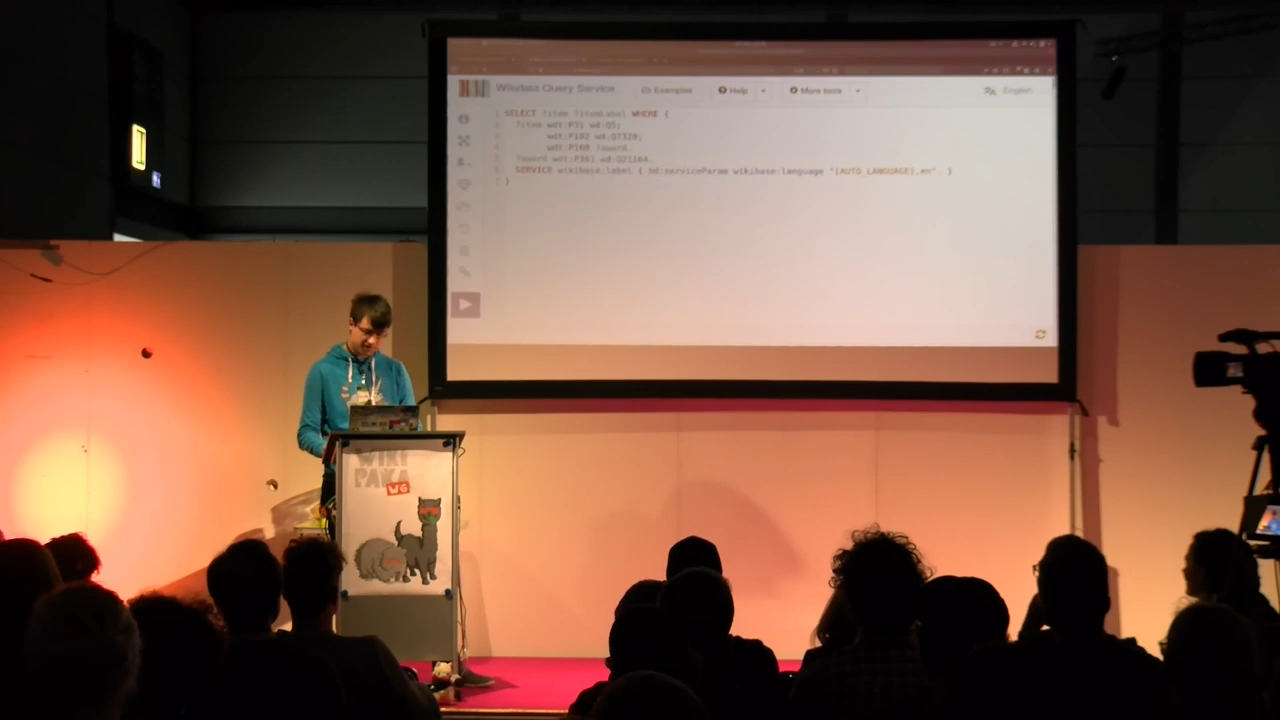 Wikidata Query Service
Examples
Help
More tools
English
SELECT ?item ?itemLabel WHERE {
?item wdt:P31 wd:Q5;
wdt:P102 wd:Q7320;
wdt:P166 ?award.
?award wdt:P361 wd:Q21164.
SERVICE wikibase:label { bd:serviceParam wikibase:language "[AUTO_LANGUAGE],en". }
}
WIKI
PAKA
WG